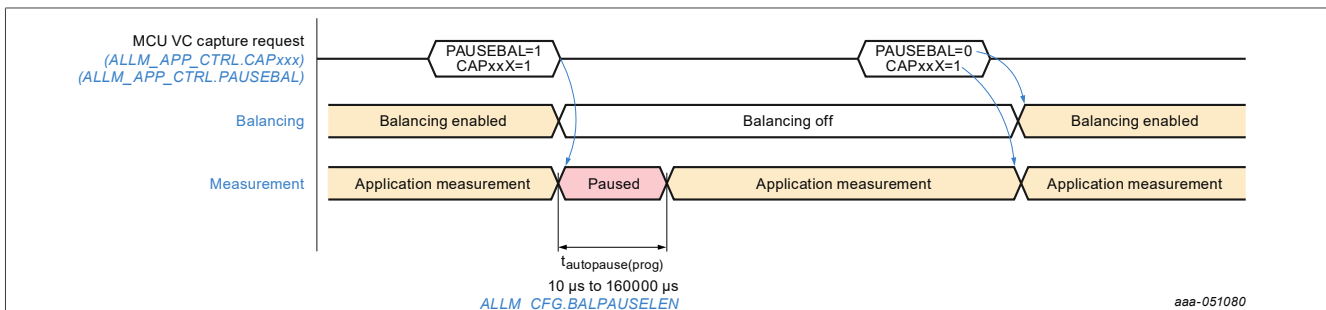 MCU VC capture request
(ALLM_APP_CTRL.CAPxxx)
(ALLM_APP_CTRL.PAUSEBAL)
PAUSEBAL=1
CAPxxX=1
PAUSEBAL=0
CAPxxX=1
Balancing
Balancing enabled
Balancing off
Balancing enabled
Measurement
Application measurement
Paused
Application measurement
Application measurement
tautopause(prog)
10 μs to 160000 μs
ALLM_CFG.BALPAUSELEN
aaa-051080